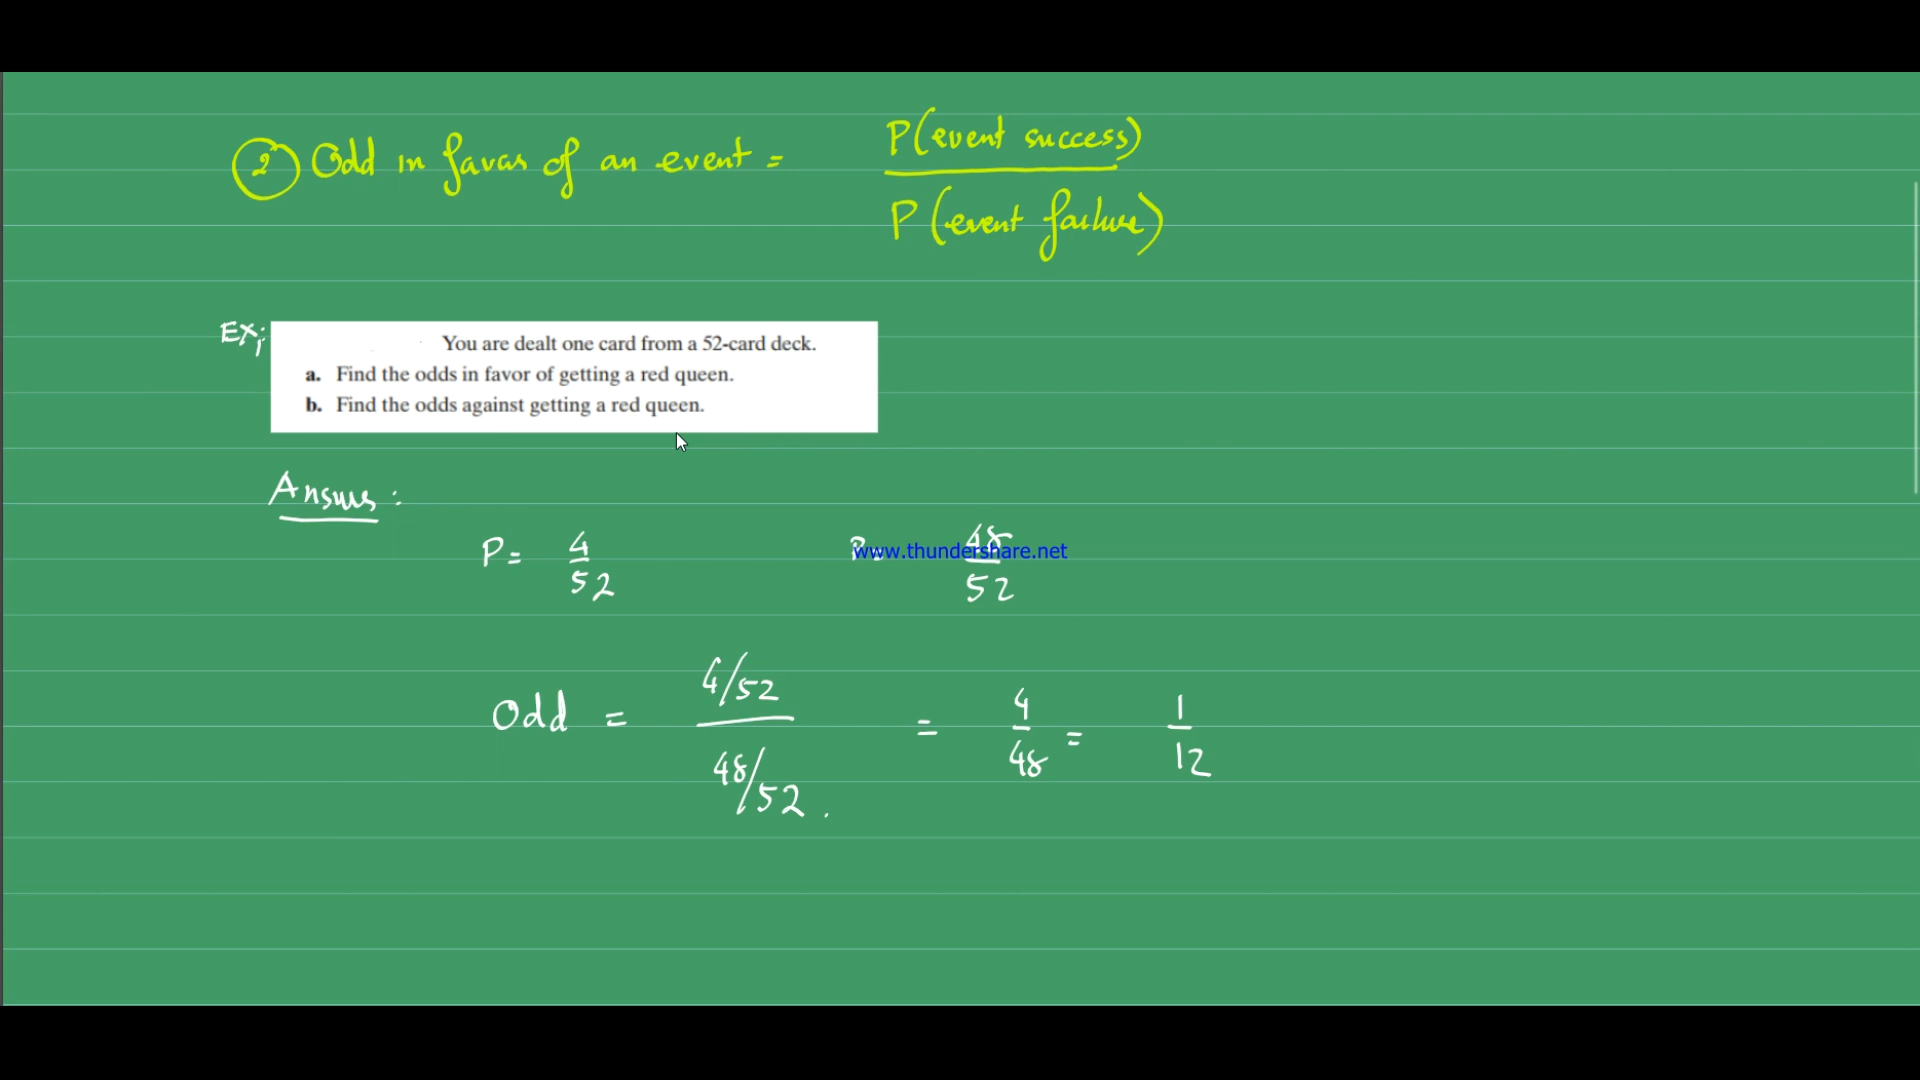 ② Odd in favor of an event = P(event success) / P(event failure)
Ex:
You are dealt one card from a 52-card deck.
a. Find the odds in favor of getting a red queen.
b. Find the odds against getting a red queen.
Answer:
P = 4/52 P = 48/52
www.thundershare.net
Odd = 4/52 / 48/52 . = 4/48 = 1/12